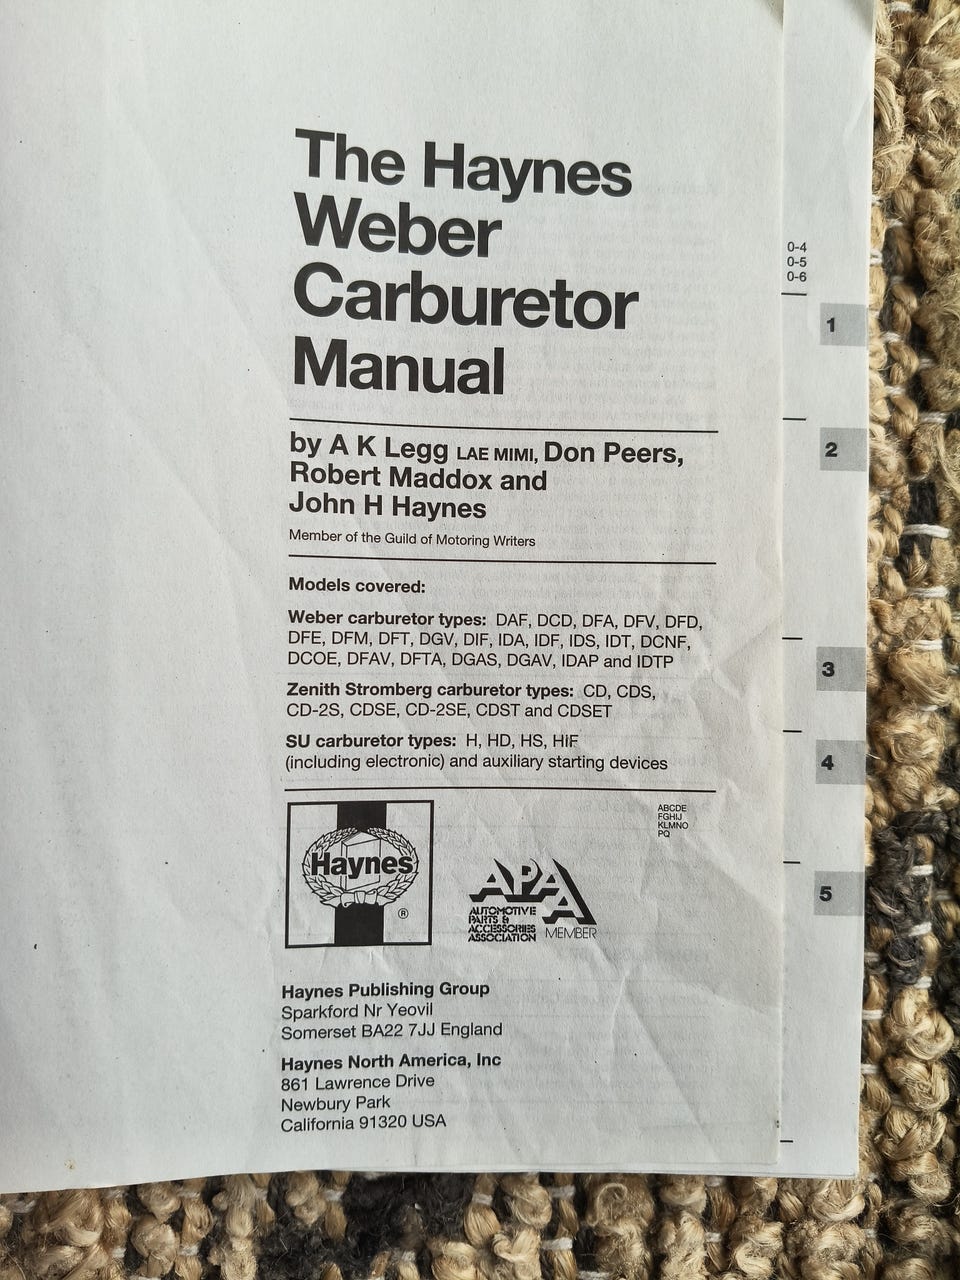 The Haynes
Weber
Carburetor
Manual
by A K Legg LAE MIMI, Don Peers,
Robert Maddox and
John H Haynes
Member of the Guild of Motoring Writers
Models covered:
Weber carburetor types: DAF, DCD, DFA, DFV, DFD,
DFE, DFM, DFT, DGV, DIF, IDA, IDF, IDS, IDT, DCNF,
DCOE, DFAV, DFTA, DGAS, DGAV, IDAP and IDTP
Zenith Stromberg carburetor types: CD, CDS,
CD-2S, CDSE, CD-2SE, CDST and CDSET
SU carburetor types: H, HD, HS, HIF
(including electronic) and auxiliary starting devices
Haynes
®
ABCDE
FGHIJ
KLMNO
PQ
APAA
AUTOMOTIVE
PARTS &
ACCESSORIES
ASSOCIATION MEMBER
Haynes Publishing Group
Sparkford Nr Yeovil
Somerset BA22 7JJ England
Haynes North America, Inc
861 Lawrence Drive
Newbury Park
California 91320 USA
0-4
0-5
0-6
1
2
3
4
5